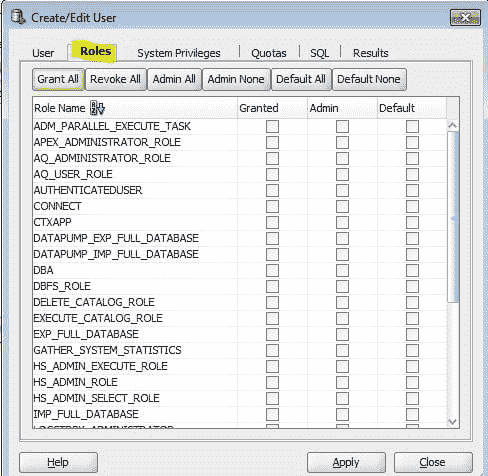 Create/Edit User
User Roles System Privileges Quotas SQL Results
Grant All Revoke All Admin All Admin None Default All Default None
Role Name Granted Admin Default
ADM_PARALLEL_EXECUTE_TASK
APEX_ADMINISTRATOR_ROLE
AQ_ADMINISTRATOR_ROLE
AQ_USER_ROLE
AUTHENTICATEDUSER
CONNECT
CTXAPP
DATAPUMP_EXP_FULL_DATABASE
DATAPUMP_IMP_FULL_DATABASE
DBA
DBFS_ROLE
DELETE_CATALOG_ROLE
EXECUTE_CATALOG_ROLE
EXP_FULL_DATABASE
GATHER_SYSTEM_STATISTICS
HS_ADMIN_EXECUTE_ROLE
HS_ADMIN_ROLE
HS_ADMIN_SELECT_ROLE
IMP_FULL_DATABASE
Help Apply Close